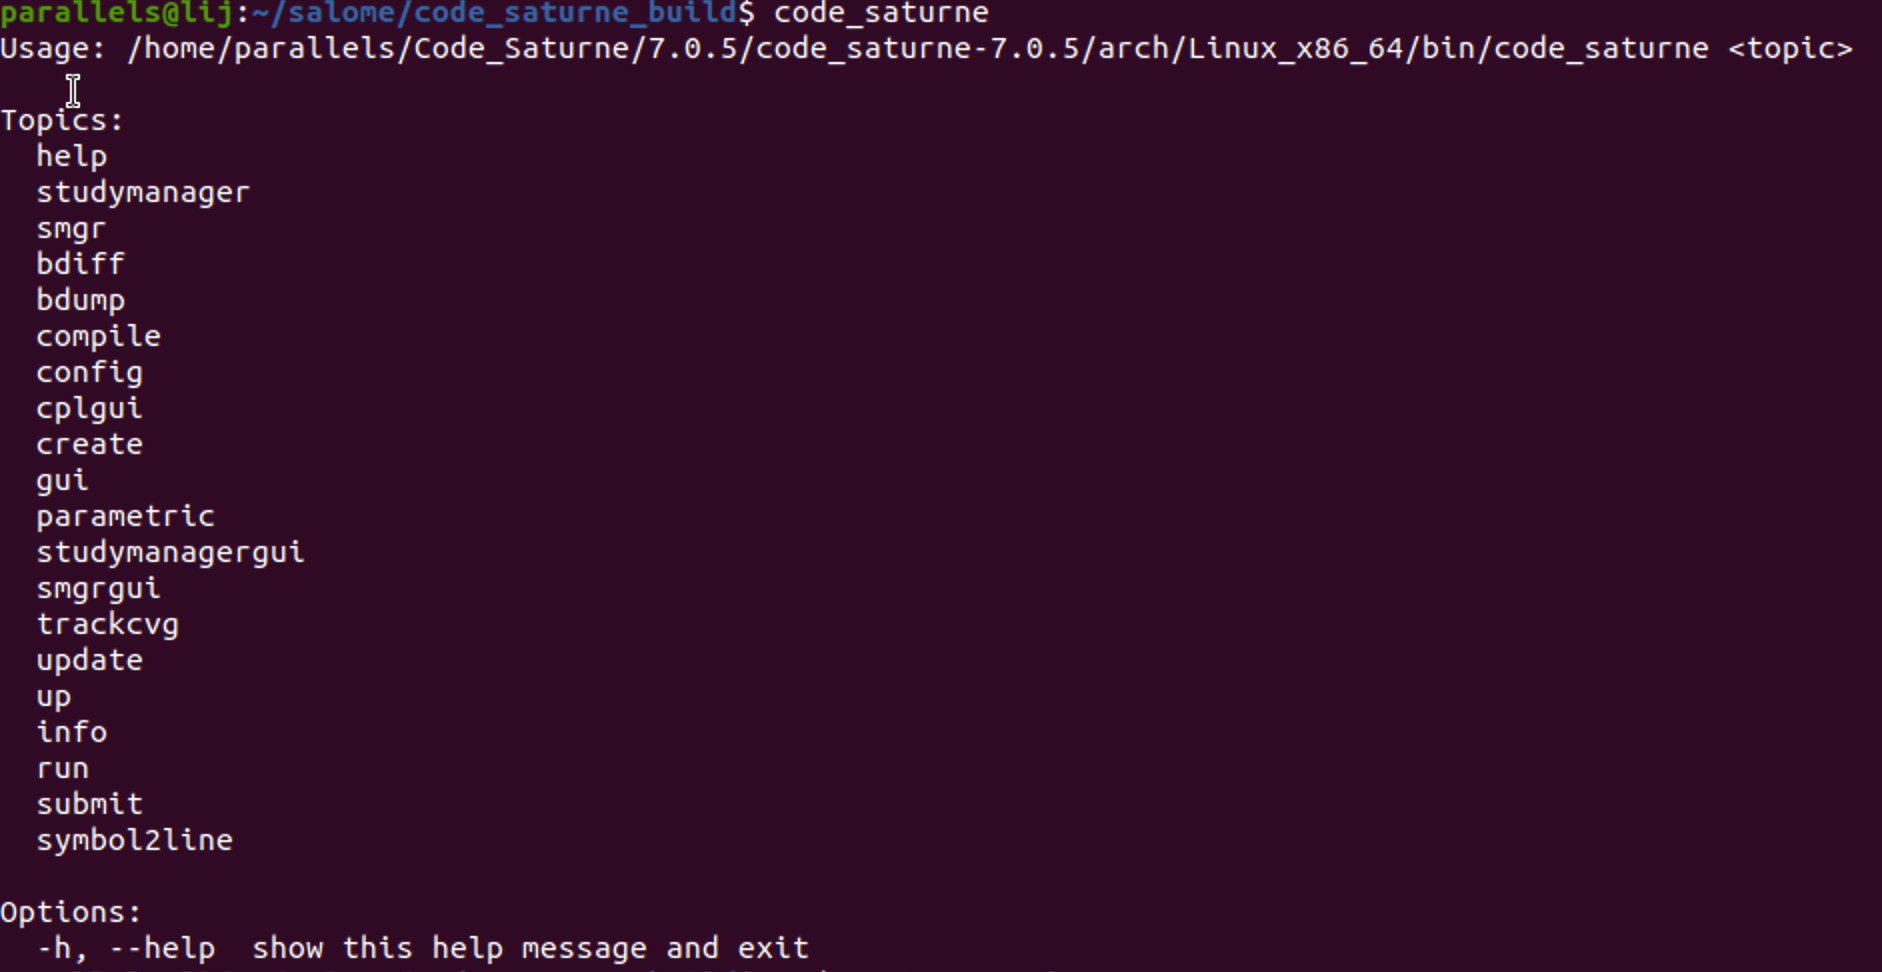 parallels@lij:~/salome/code_saturne_build$ code_saturne
Usage: /home/parallels/Code_Saturne/7.0.5/code_saturne-7.0.5/arch/Linux_x86_64/bin/code_saturne <topic>
Topics:
help
studymanager
smgr
bdiff
bdump
compile
config
cplgui
create
gui
parametric
studymanagergui
smgrgui
trackcvg
update
up
info
run
submit
symbol2line
Options:
-h, --help  show this help message and exit